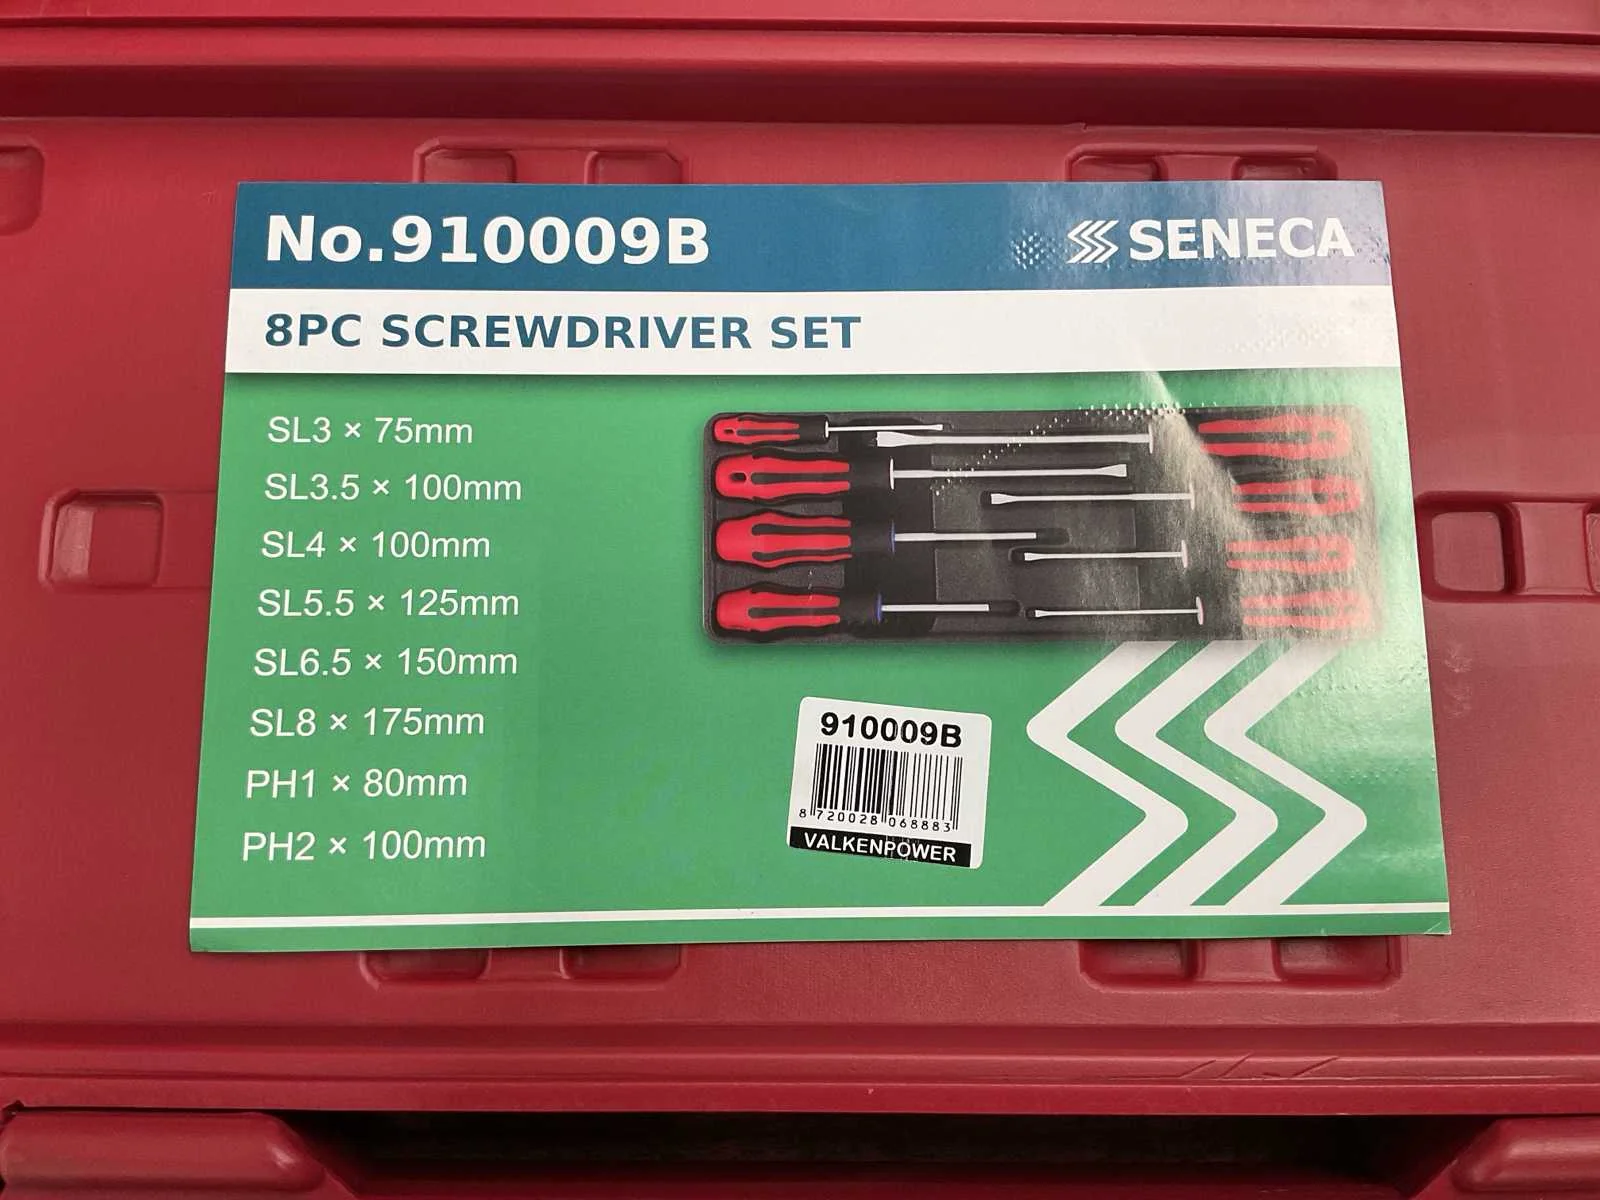 No.910009B
SENECA
8PC SCREWDRIVER SET
SL3 × 75mm
SL3.5 × 100mm
SL4 × 100mm
SL5.5 × 125mm
SL6.5 × 150mm
SL8 × 175mm
PH1 × 80mm
PH2 × 100mm
910009B
8 720028 068883
VALKENPOWER